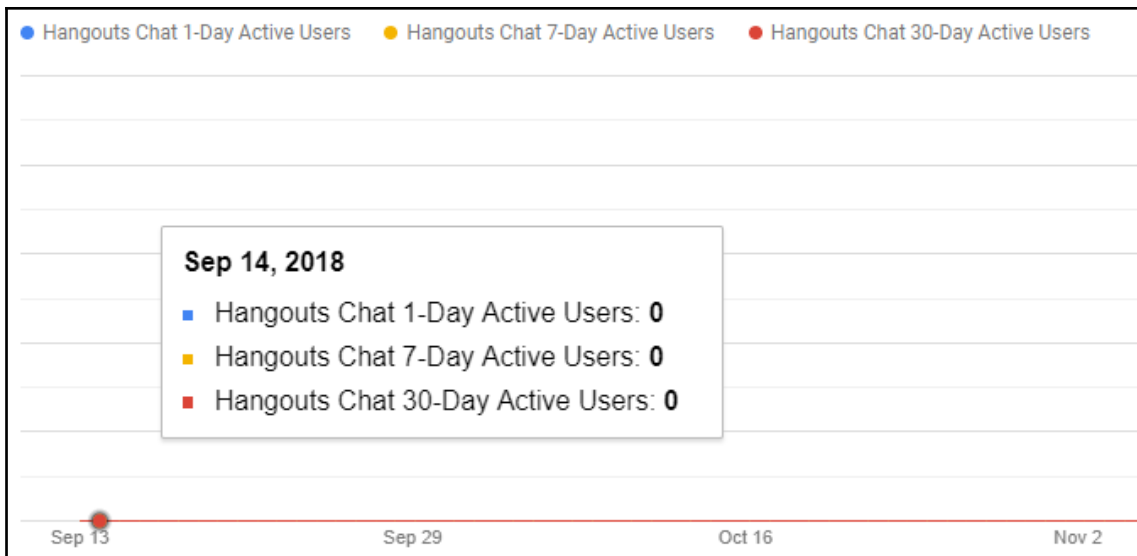 Hangouts Chat 1-Day Active Users Hangouts Chat 7-Day Active Users Hangouts Chat 30-Day Active Users
Sep 14, 2018
Hangouts Chat 1-Day Active Users: 0
Hangouts Chat 7-Day Active Users: 0
Hangouts Chat 30-Day Active Users: 0
Sep 13 Sep 29 Oct 16 Nov 2